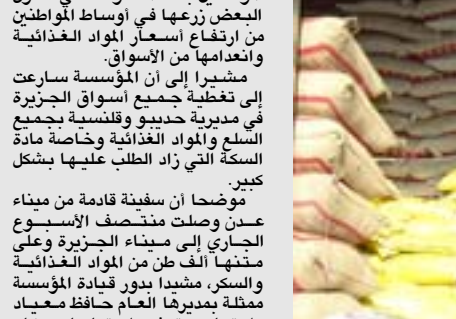 البعض زرعها في أوساط المواطنين
من ارتفاع أسعار المواد الغذائية
وانعدامها من الأسواق.
مشيرا إلى أن المؤسسة سارعت
إلى تغطية جميع أسواق الجزيرة
في مديرية حديبو وقلنسية بجميع
السلع والمواد الغذائية وخاصة مادة
السكة التي زاد الطلب عليها بشكل
كبير.
موضحا أن سفينة قادمة من ميناء
عدن وصلت منتصف الأسبوع
الجاري إلى ميناء الجزيرة وعلى
متنها ألف طن من المواد الغذائية
والسكر، مشيدا بدور قيادة المؤسسة
ممثلة بمديرها العام حافظ معياد